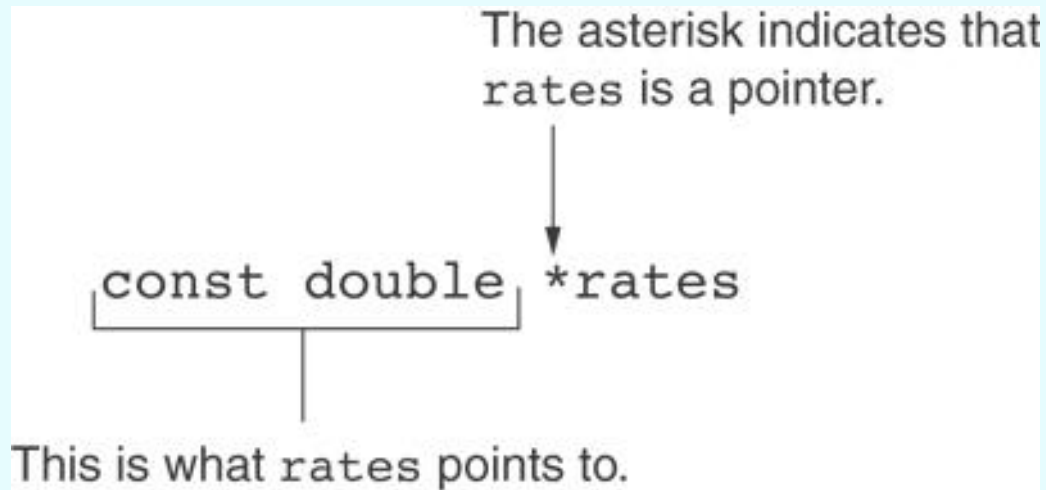 The asterisk indicates that
rates is a pointer.
const double *rates
This is what rates points to.